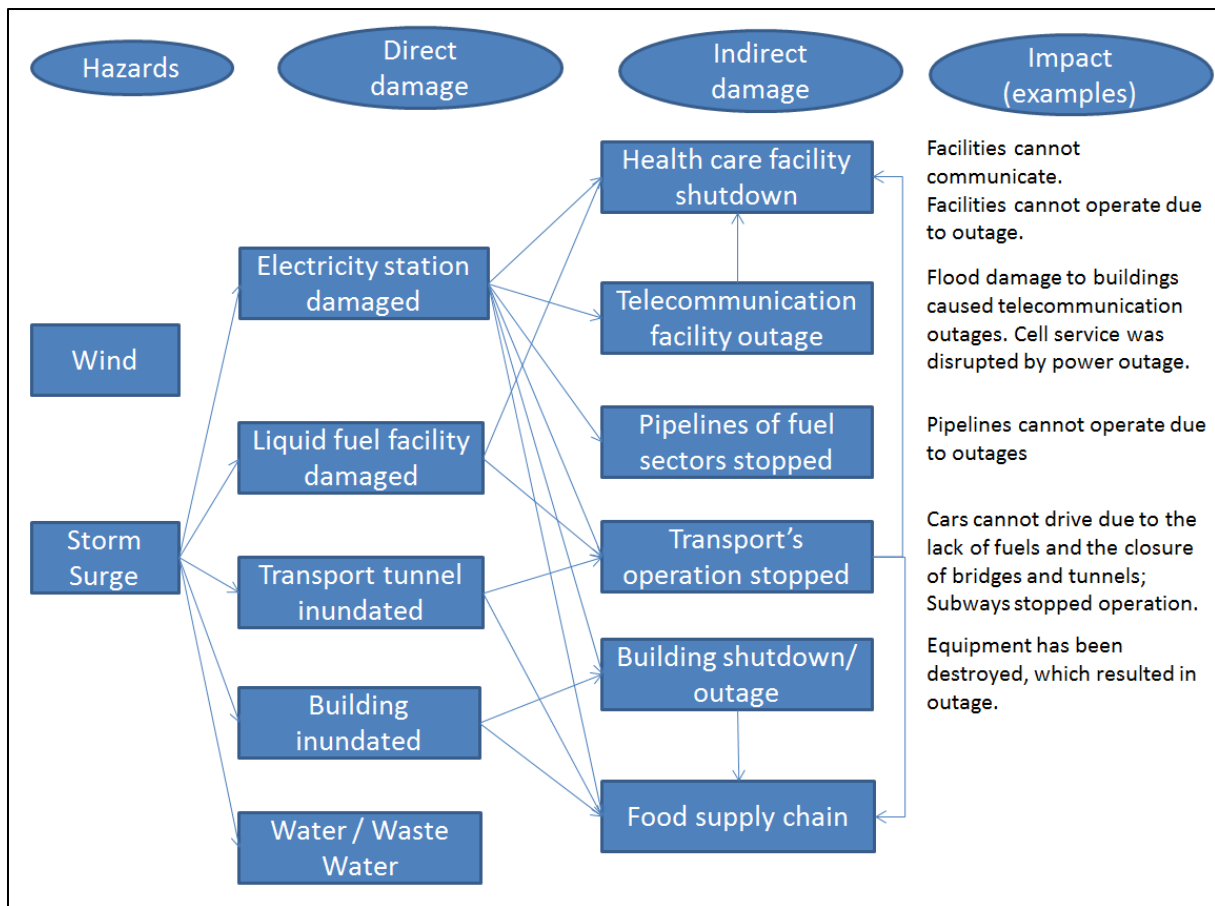 Hazards
Direct
damage
Indirect
damage
Impact
(examples)
Wind
Storm
Surge
Electricity station
damaged
Liquid fuel facility
damaged
Transport tunnel
inundated
Building
inundated
Water / Waste
Water
Health care facility
shutdown
Telecommunication
facility outage
Pipelines of fuel
sectors stopped
Transport’s
operation stopped
Building shutdown/
outage
Food supply chain
Facilities cannot
communicate.
Facilities cannot operate due
to outage.
Flood damage to buildings
caused telecommunication
outages. Cell service was
disrupted by power outage.
Pipelines cannot operate due
to outages
Cars cannot drive due to the
lack of fuels and the closure
of bridges and tunnels;
Subways stopped operation.
Equipment has been
destroyed, which resulted in
outage.